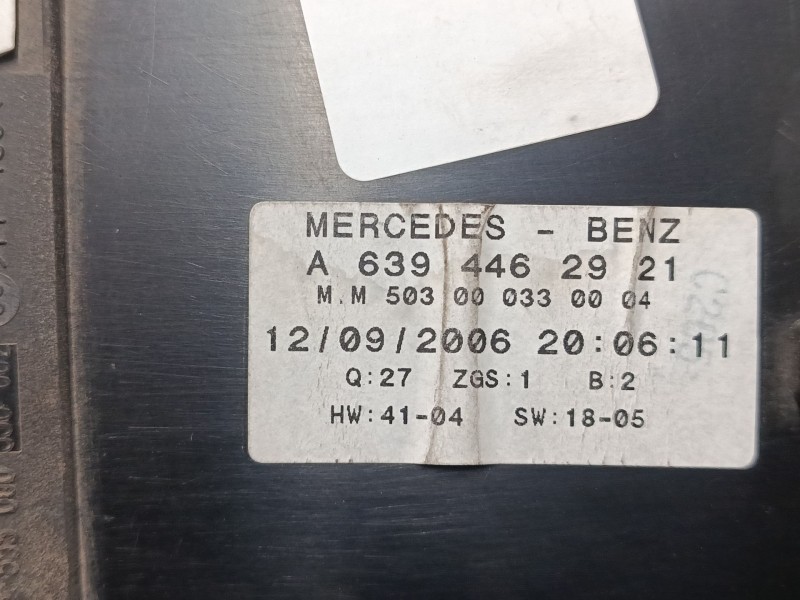 MERCEDES - BENZ
A 639 446 29 21
M.M 503 00 033 00 04
12/09/2006 20:06:11
Q:27 ZGS:1 B:2
HW:41-04 SW:18-05